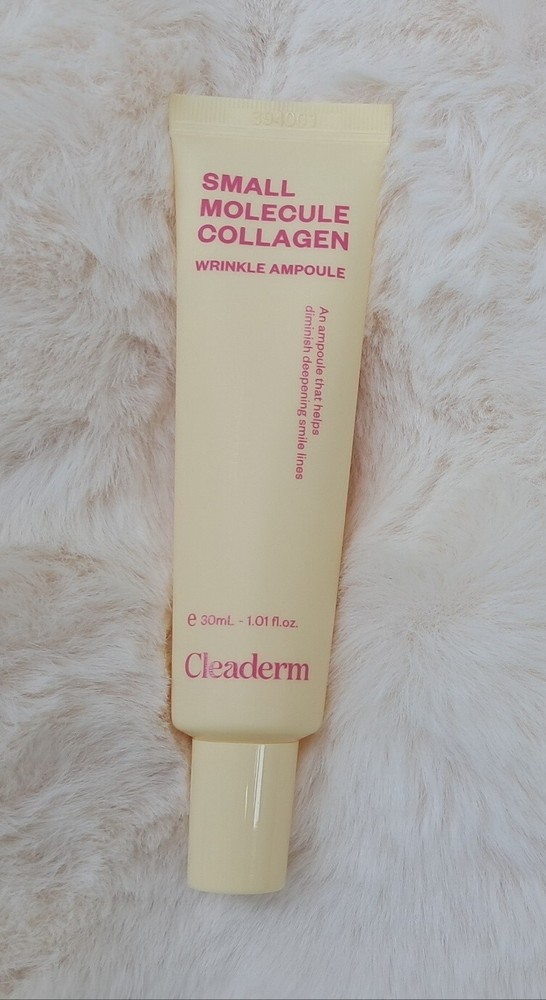 SMALL
MOLECULE
COLLAGEN
WRINKLE AMPOULE
An ampoule that helps
diminish deepening smile lines
e 30mL - 1.01 fl.oz.
Cleaderm